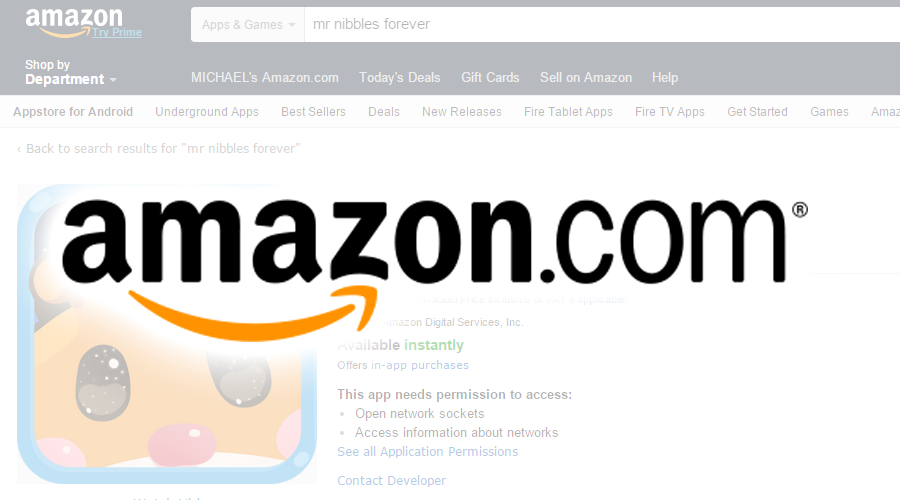 amazon
Try Prime
Apps & Games
mr nibbles forever
Shop by
Department
MICHAEL's Amazon.com Today's Deals Gift Cards Sell on Amazon Help
Appstore for Android Underground Apps Best Sellers Deals New Releases Fire Tablet Apps Fire TV Apps Get Started Games Amaz
‹ Back to search results for "mr nibbles forever"
amazon.com®
Amazon Digital Services, Inc.
Available instantly
Offers in-app purchases
This app needs permission to access:
• Open network sockets
• Access information about networks
See all Application Permissions
Contact Developer